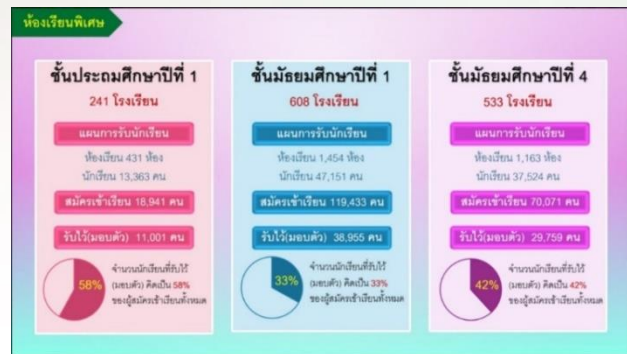 ห้องเรียนพิเศษ
ชั้นประถมศึกษาปีที่ 1
241 โรงเรียน
แผนการรับนักเรียน
ห้องเรียน 431 ห้อง
นักเรียน 13,363 คน
สมัครเข้าเรียน 18,941 คน
รับไว้(มอบตัว) 11,001 คน
58%
จำนวนนักเรียนที่รับไว้
(มอบตัว) คิดเป็น 58%
ของผู้สมัครเข้าเรียนทั้งหมด
ชั้นมัธยมศึกษาปีที่ 1
608 โรงเรียน
แผนการรับนักเรียน
ห้องเรียน 1,454 ห้อง
นักเรียน 47,151 คน
สมัครเข้าเรียน 119,433 คน
รับไว้(มอบตัว) 38,955 คน
33%
จำนวนนักเรียนที่รับไว้
(มอบตัว) คิดเป็น 33%
ของผู้สมัครเข้าเรียนทั้งหมด
ชั้นมัธยมศึกษาปีที่ 4
533 โรงเรียน
แผนการรับนักเรียน
ห้องเรียน 1,163 ห้อง
นักเรียน 37,524 คน
สมัครเข้าเรียน 70,071 คน
รับไว้(มอบตัว) 29,759 คน
42%
จำนวนนักเรียนที่รับไว้
(มอบตัว) คิดเป็น 42%
ของผู้สมัครเข้าเรียนทั้งหมด